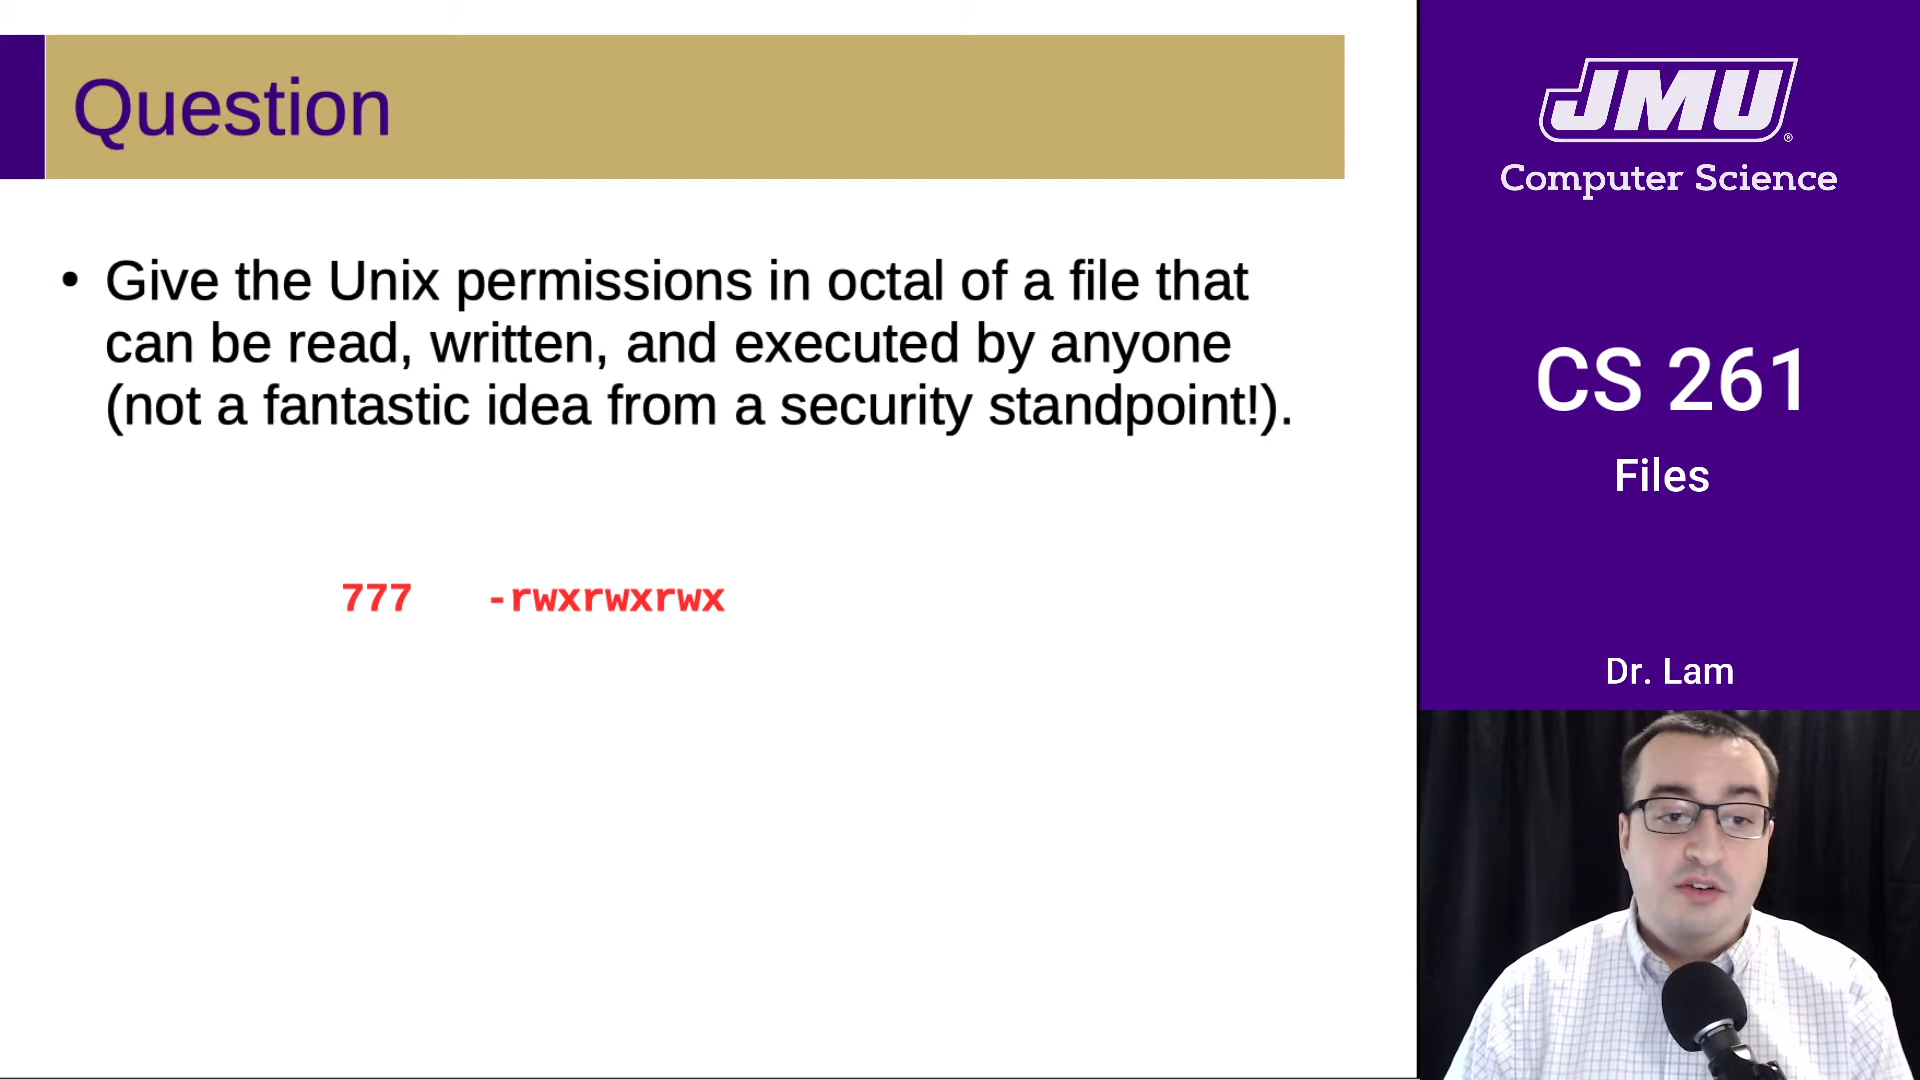 Question
• Give the Unix permissions in octal of a file that
can be read, written, and executed by anyone
(not a fantastic idea from a security standpoint!).
777 -rwxrwxrwx
JMU®
Computer Science
CS 261
Files
Dr. Lam